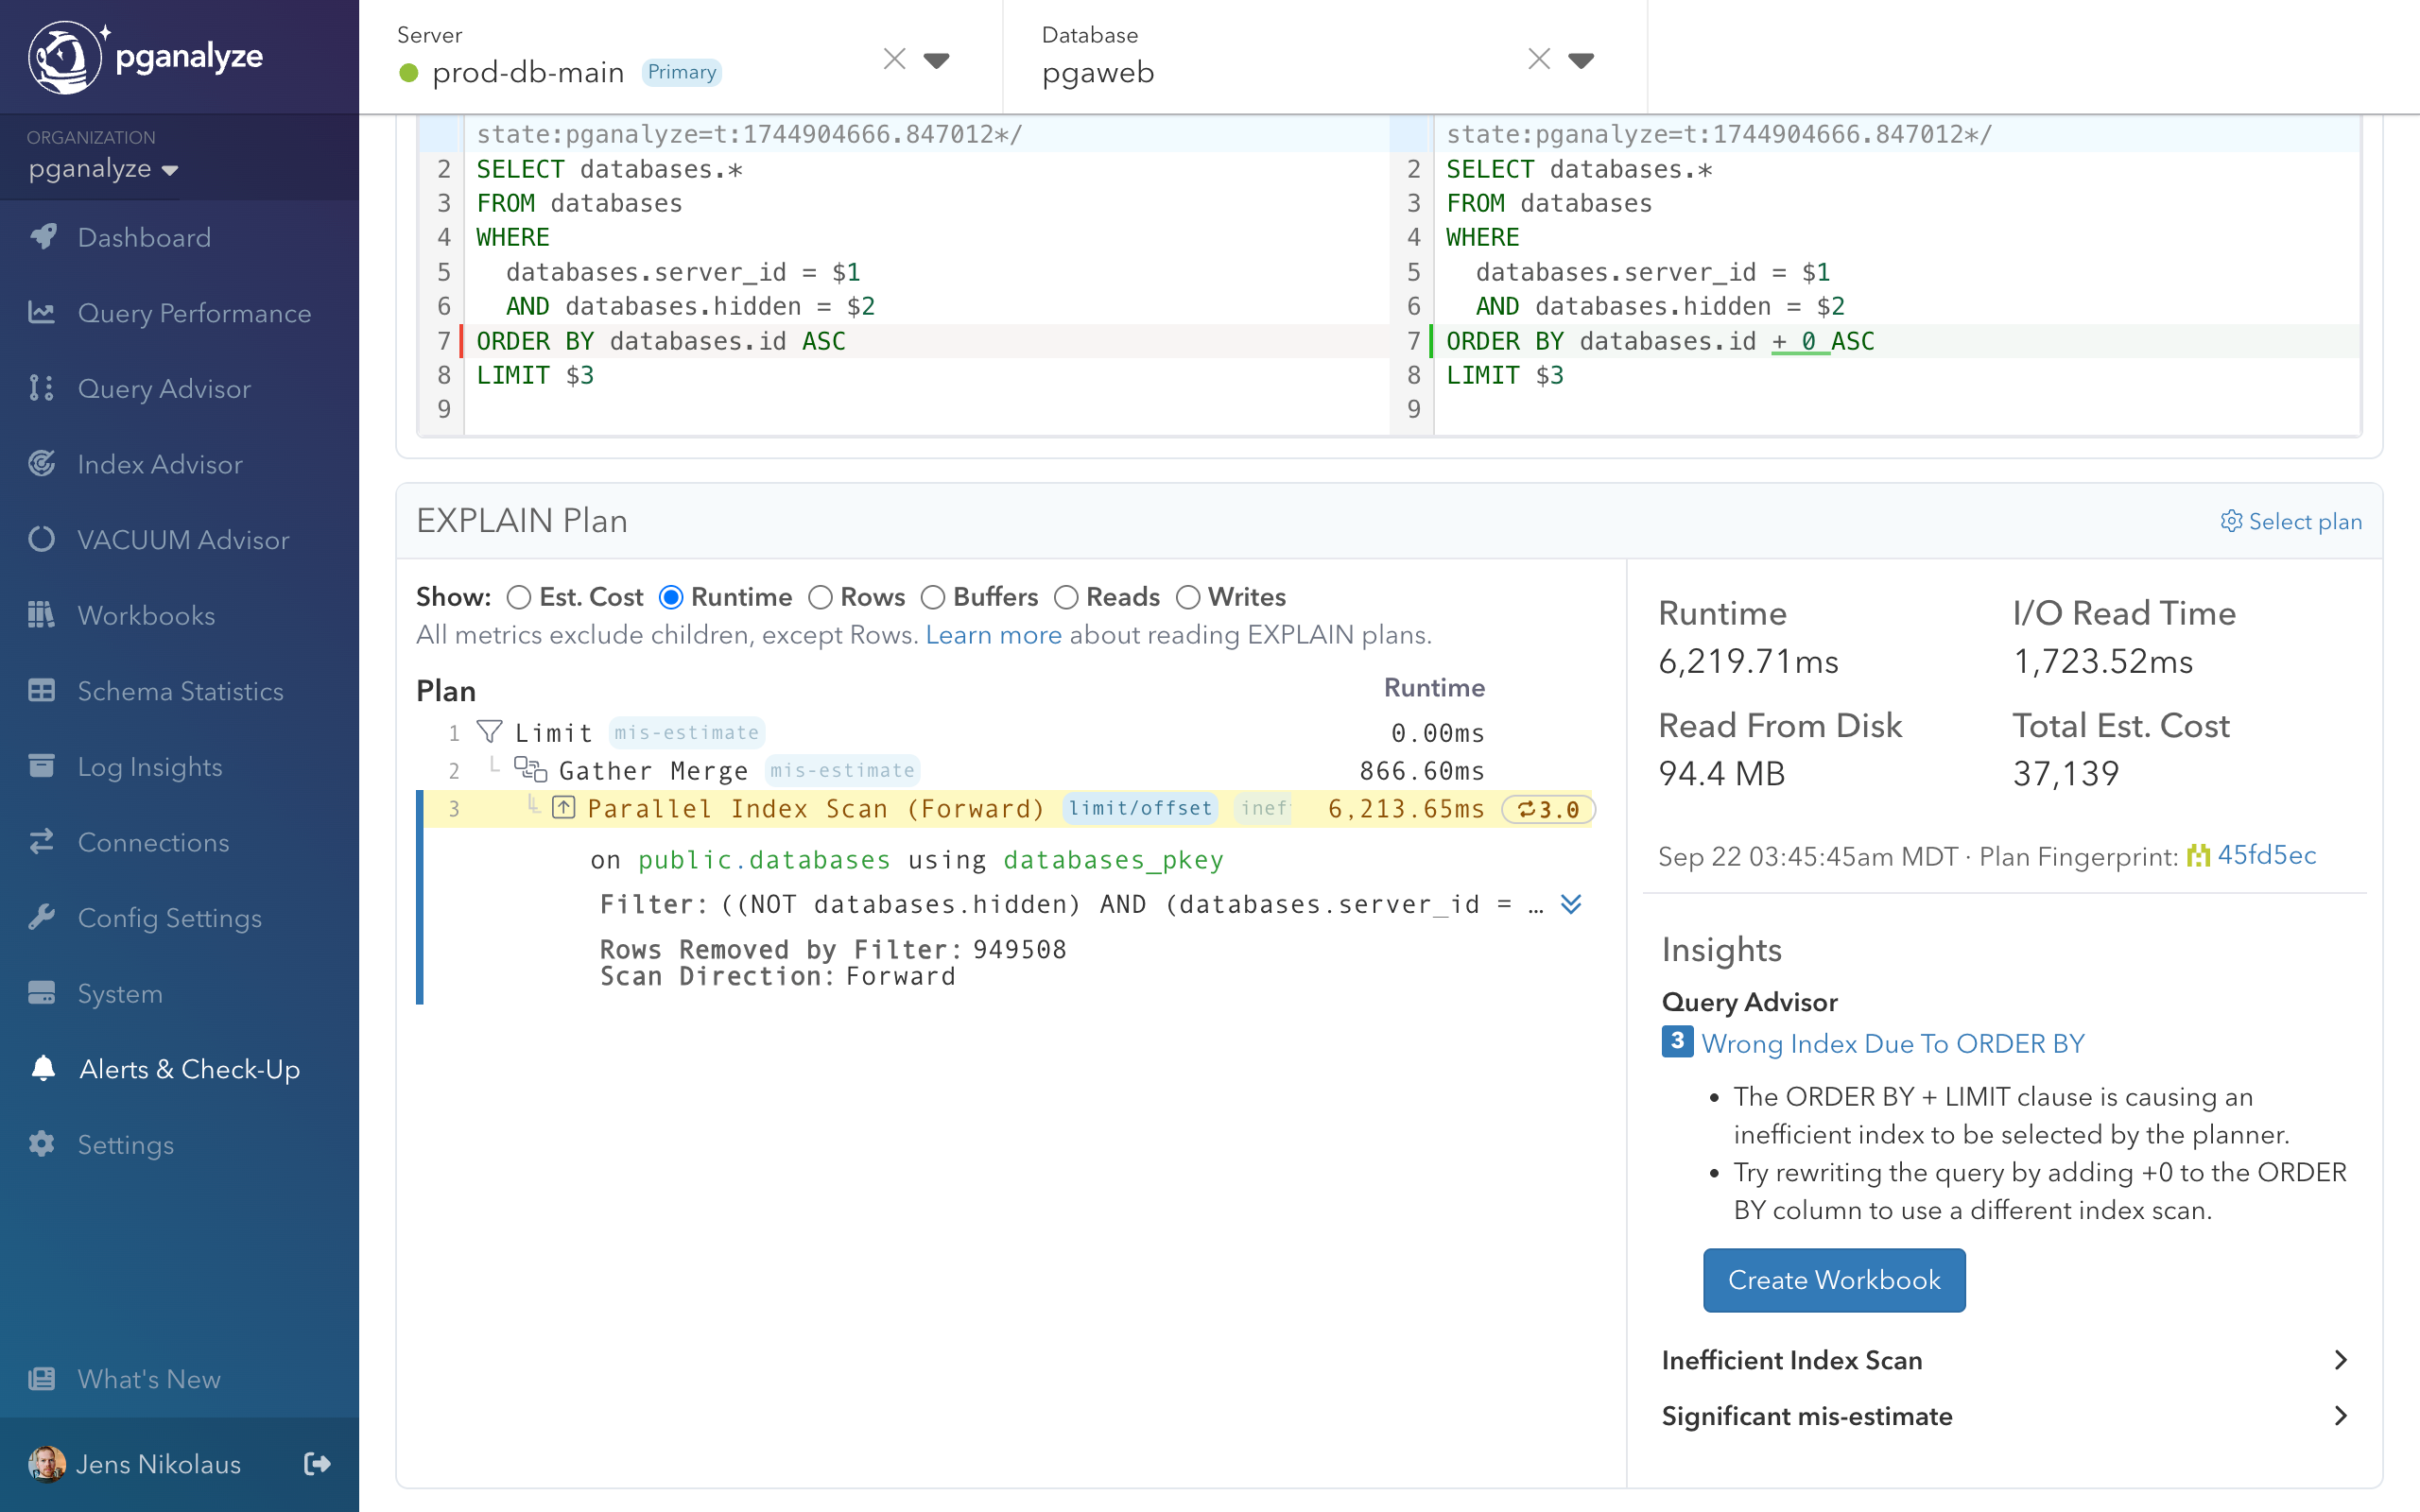 pganalyze
ORGANIZATION
pganalyze
Dashboard
Query Performance
Query Advisor
Index Advisor
VACUUM Advisor
Workbooks
Schema Statistics
Log Insights
Connections
Config Settings
System
Alerts & Check-Up
Settings
What's New
Jens Nikolaus
Server
prod-db-main Primary
Database
pgaweb
state:pganalyze=t:1744904666.847012*/
2 SELECT databases.*
3 FROM databases
4 WHERE
5 databases.server_id = $1
6 AND databases.hidden = $2
7 ORDER BY databases.id ASC
8 LIMIT $3
9
state:pganalyze=t:1744904666.847012*/
2 SELECT databases.*
3 FROM databases
4 WHERE
5 databases.server_id = $1
6 AND databases.hidden = $2
7 ORDER BY databases.id + 0 ASC
8 LIMIT $3
9
EXPLAIN Plan
Select plan
Show: Est. Cost Runtime Rows Buffers Reads Writes
All metrics exclude children, except Rows. Learn more about reading EXPLAIN plans.
Plan Runtime
1 Limit mis-estimate 0.00ms
2 Gather Merge mis-estimate 866.60ms
3 Parallel Index Scan (Forward) limit/offset inef 6,213.65ms 3.0
on public.databases using databases_pkey
Filter: ((NOT databases.hidden) AND (databases.server_id = …
Rows Removed by Filter: 949508
Scan Direction: Forward
Runtime
6,219.71ms
I/O Read Time
1,723.52ms
Read From Disk
94.4 MB
Total Est. Cost
37,139
Sep 22 03:45:45am MDT · Plan Fingerprint: 45fd5ec
Insights
Query Advisor
3 Wrong Index Due To ORDER BY
• The ORDER BY + LIMIT clause is causing an
inefficient index to be selected by the planner.
• Try rewriting the query by adding +0 to the ORDER
BY column to use a different index scan.
Create Workbook
Inefficient Index Scan
Significant mis-estimate